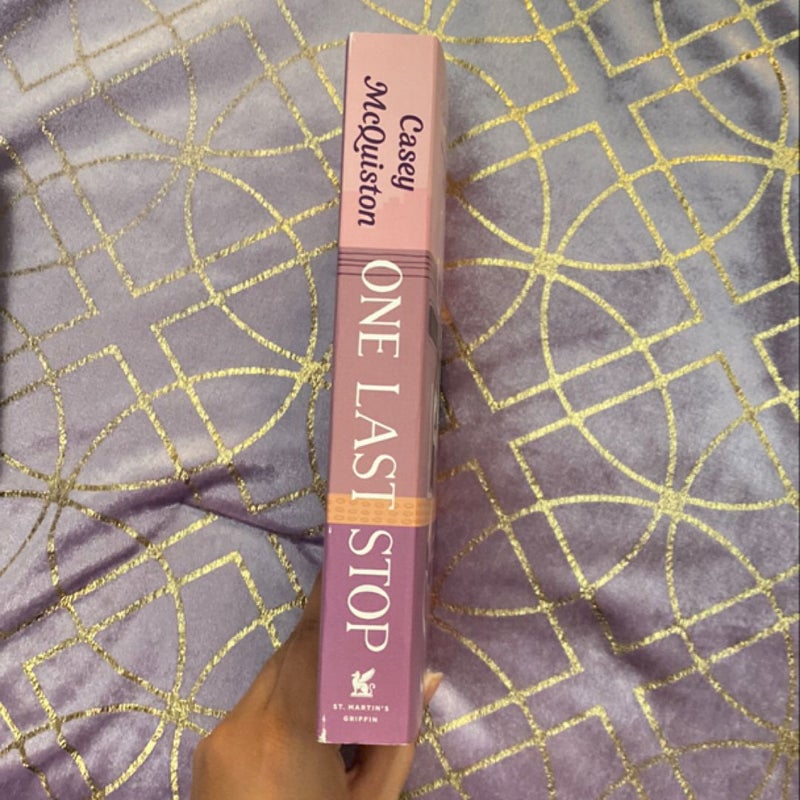 Casey
McQuiston
ONE LAST STOP
ST. MARTIN'S
GRIFFIN